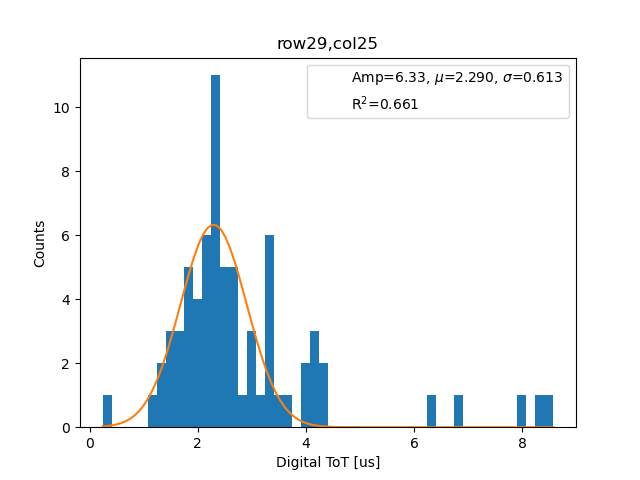 row29,col25
Amp=6.33, μ=2.290, σ=0.613
R²=0.661
Counts
10
8
6
4
2
0
0 2 4 6 8
Digital ToT [us]